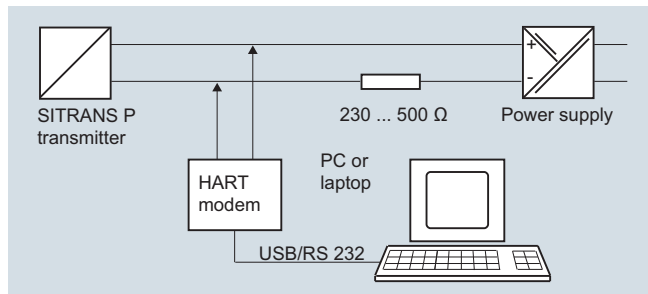 +
-
SITRANS P
transmitter
230 ... 500 Ω
Power supply
PC or
laptop
HART
modem
USB/RS 232